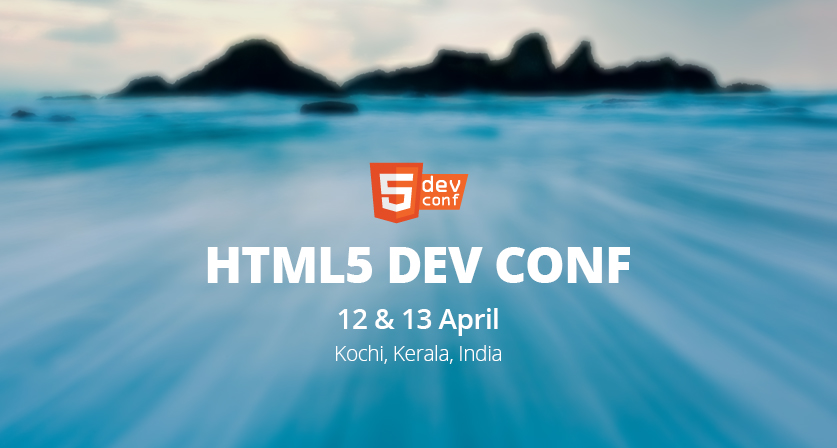 5 dev
conf
HTML5 DEV CONF
12 & 13 April
Kochi, Kerala, India